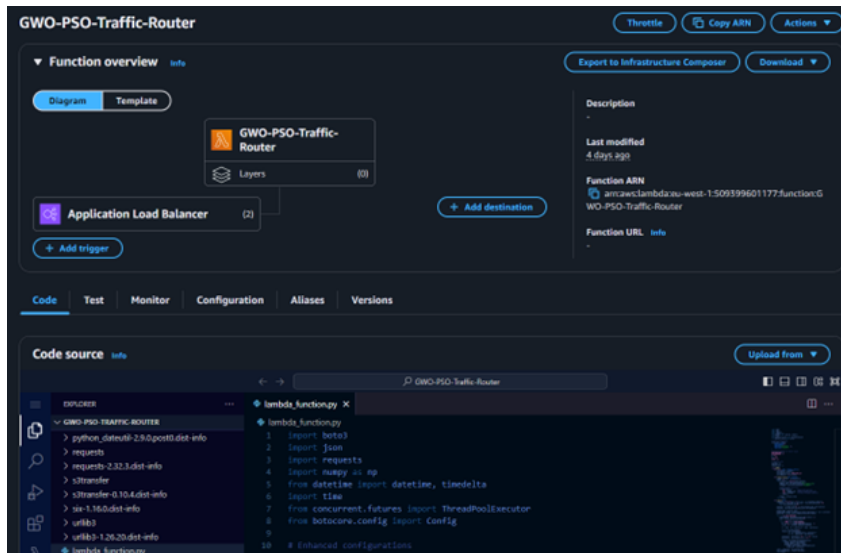 GWO-PSO-Traffic-Router
Throttle
Copy ARN
Actions
Function overview Info
Export to Infrastructure Composer
Download
Diagram
Template
GWO-PSO-Traffic-
Router
Layers (0)
Application Load Balancer (2)
+ Add trigger
+ Add destination
Description
-
Last modified
4 days ago
Function ARN
arn:aws:lambda:eu-west-1:509399601177:function:G
WO-PSO-Traffic-Router
Function URL Info
-
Code
Test
Monitor
Configuration
Aliases
Versions
Code source Info
Upload from
GWO-PSO-Traffic-Router
EXPLORER
GWO-PSO-TRAFFIC-ROUTER
python_dateutil-2.9.0.post0.dist-info
requests
requests-2.32.3.dist-info
s3transfer
s3transfer-0.10.4.dist-info
six-1.16.0.dist-info
urllib3
urllib3-1.26.20.dist-info
lambda_function.py
lambda_function.py
lambda_function.py
1 import boto3
2 import json
3 import requests
4 import numpy as np
5 from datetime import datetime, timedelta
6 import time
7 from concurrent.futures import ThreadPoolExecutor
8 from botocore.config import Config
9
10 # Enhanced configurations